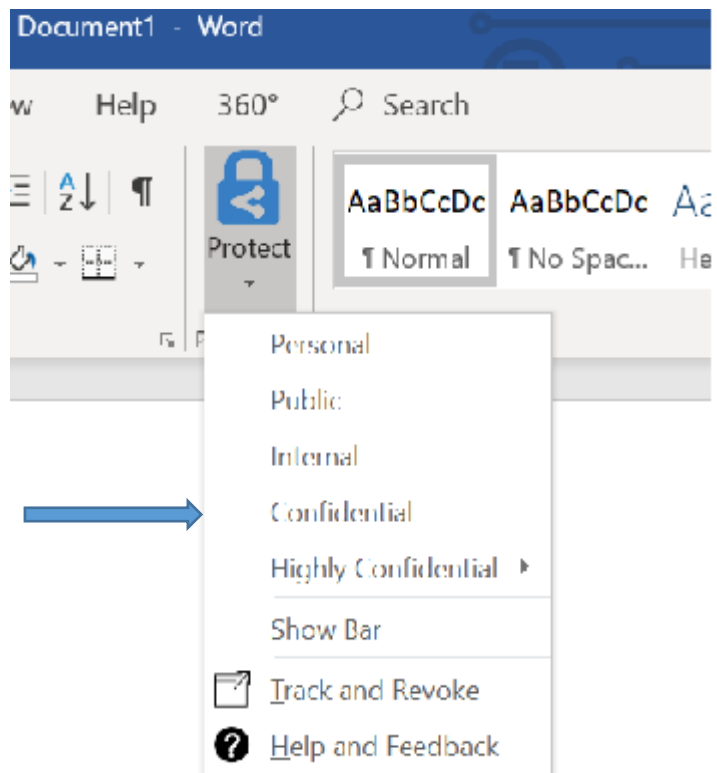 Document1 - Word
w Help 360° Search
A
Z ¶
Protect
AaBbCcDc AaBbCcDc Aa
¶ Normal ¶ No Spac... He
P
Personal
Public
Internal
Confidential
Highly Confidential
Show Bar
Track and Revoke
Help and Feedback